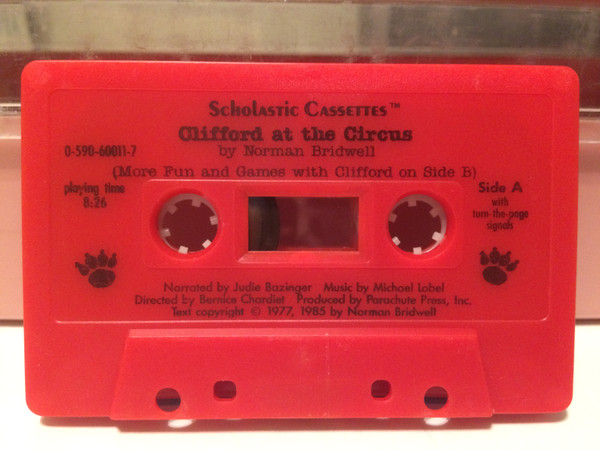 Scholastic Cassettes™
Clifford at the Circus
by Norman Bridwell
0-590-60011-7
(More Fun and Games with Clifford on Side B)
playing time
8:26
Side A
with
turn-the-page
signals
Narrated by Judie Bazinger Music by Michael Lobel
Directed by Bernice Chardiet Produced by Parachute Press, Inc.
Text copyright © 1977, 1985 by Norman Bridwell